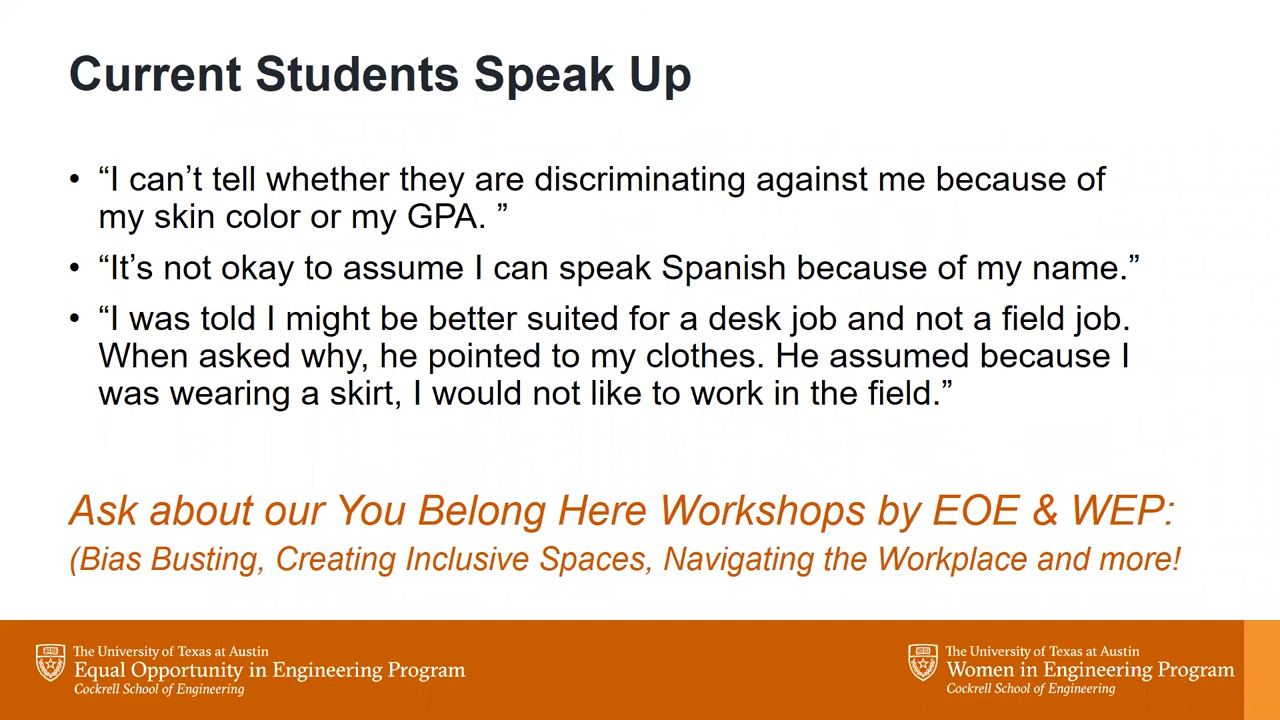 Current Students Speak Up
• “I can’t tell whether they are discriminating against me because of
my skin color or my GPA. ”
• “It’s not okay to assume I can speak Spanish because of my name.”
• “I was told I might be better suited for a desk job and not a field job.
When asked why, he pointed to my clothes. He assumed because I
was wearing a skirt, I would not like to work in the field.”
Ask about our You Belong Here Workshops by EOE & WEP:
(Bias Busting, Creating Inclusive Spaces, Navigating the Workplace and more!
The University of Texas at Austin
Equal Opportunity in Engineering Program
Cockrell School of Engineering
The University of Texas at Austin
Women in Engineering Program
Cockrell School of Engineering